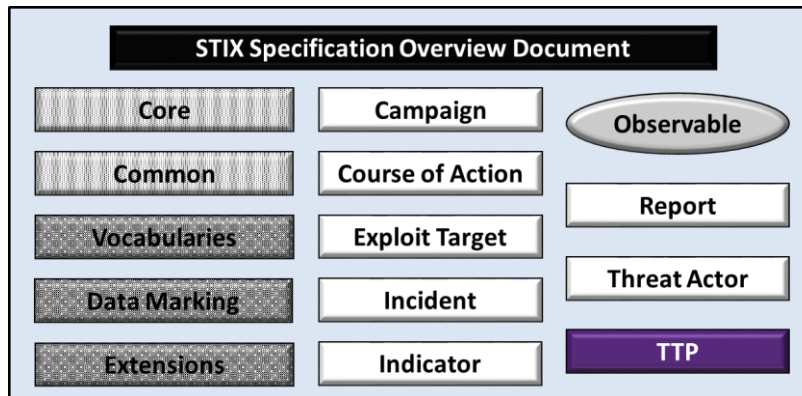 STIX Specification Overview Document
Core
Common
Vocabularies
Data Marking
Extensions
Campaign
Course of Action
Exploit Target
Incident
Indicator
Observable
Report
Threat Actor
TTP